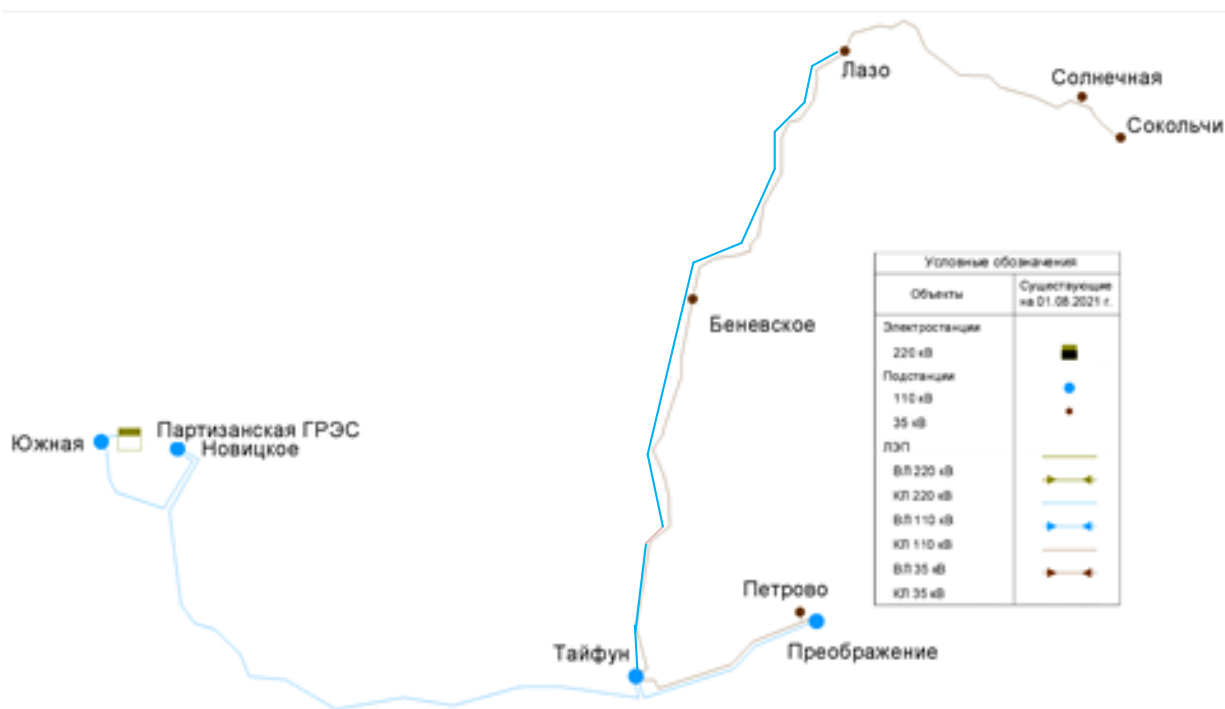 Лазо
Солнечная
Сокольчи
Беневское
Партизанская ГРЭС
Южная
Новицкое
Петрово
Тайфун
Преображение
Условные обозначения
Объекты
Существующие
на 01.08.2021 г.
Электростанции
220 кВ
Подстанции
110 кВ
35 кВ
ЛЭП
ВЛ 220 кВ
КЛ 220 кВ
ВЛ 110 кВ
КЛ 110 кВ
ВЛ 35 кВ
КЛ 35 кВ